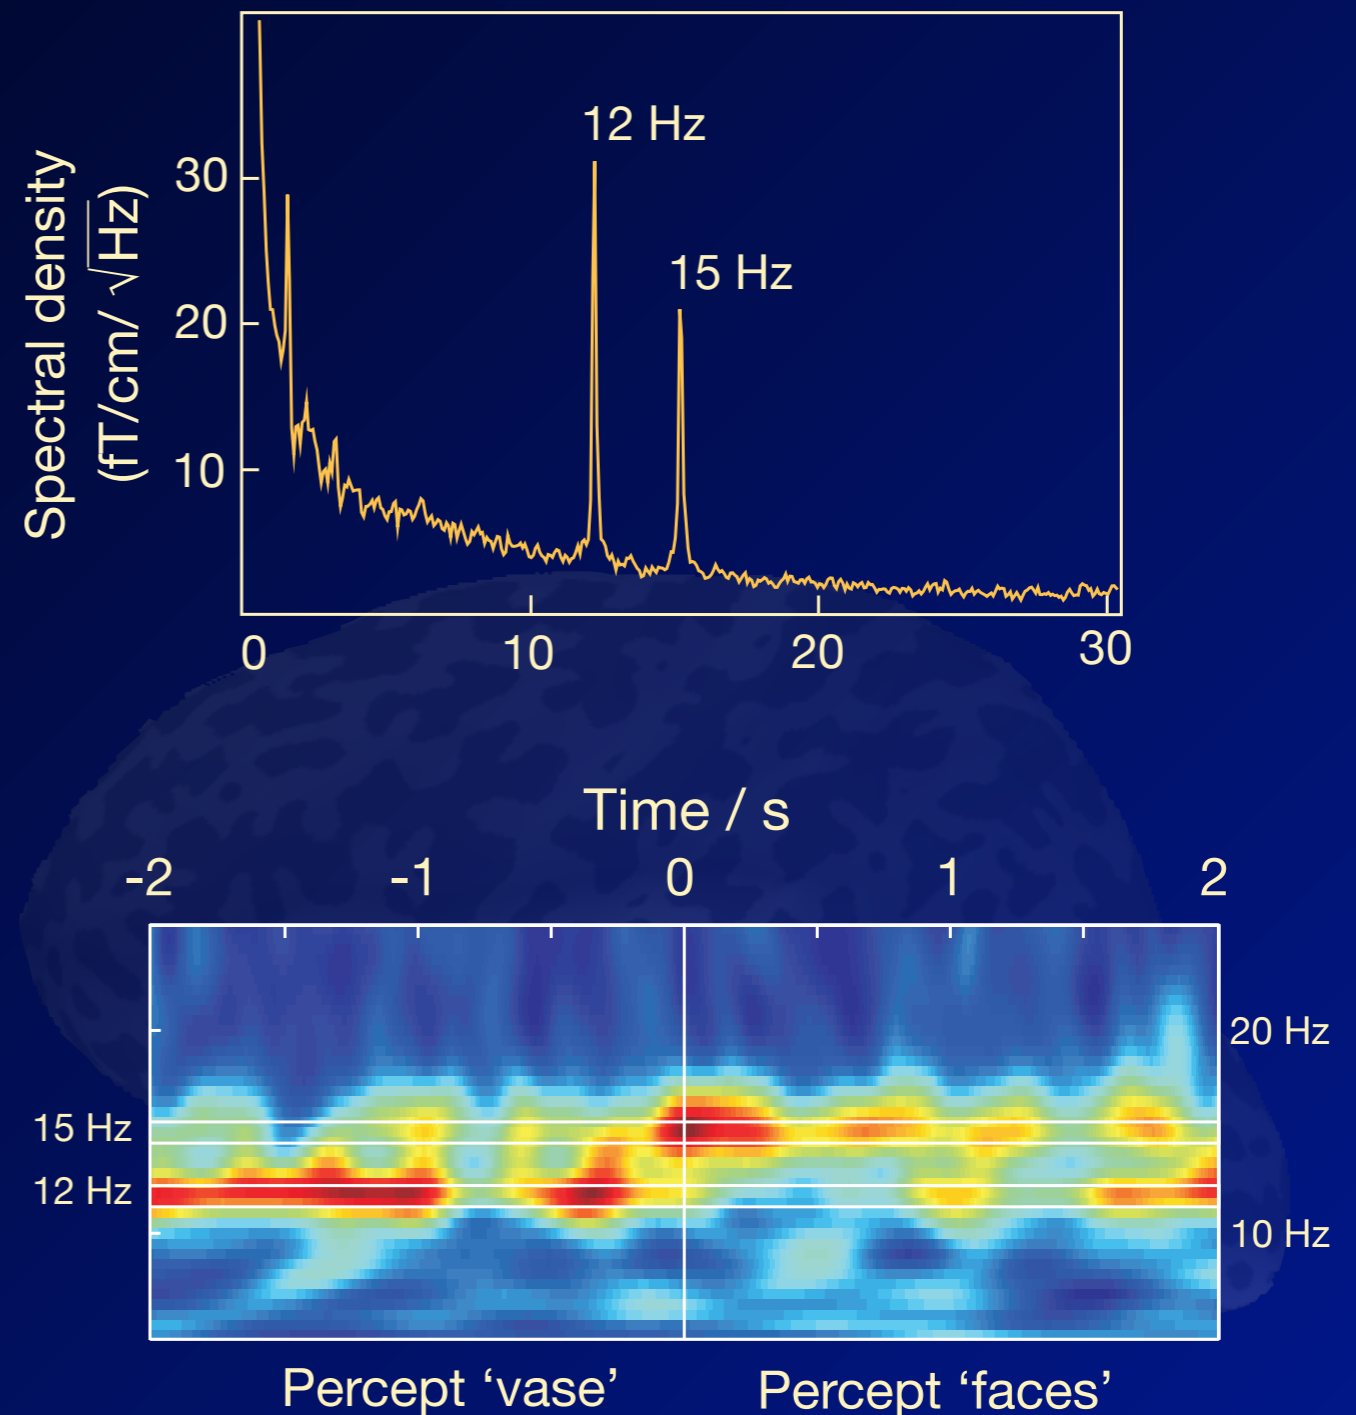 12 Hz
15 Hz
Spectral density
(fT/cm/ √Hz)
30
20
10
0 10 20 30
Time / s
-2 -1 0 1 2
20 Hz
15 Hz
12 Hz
10 Hz
Percept ‘vase’ Percept ‘faces’